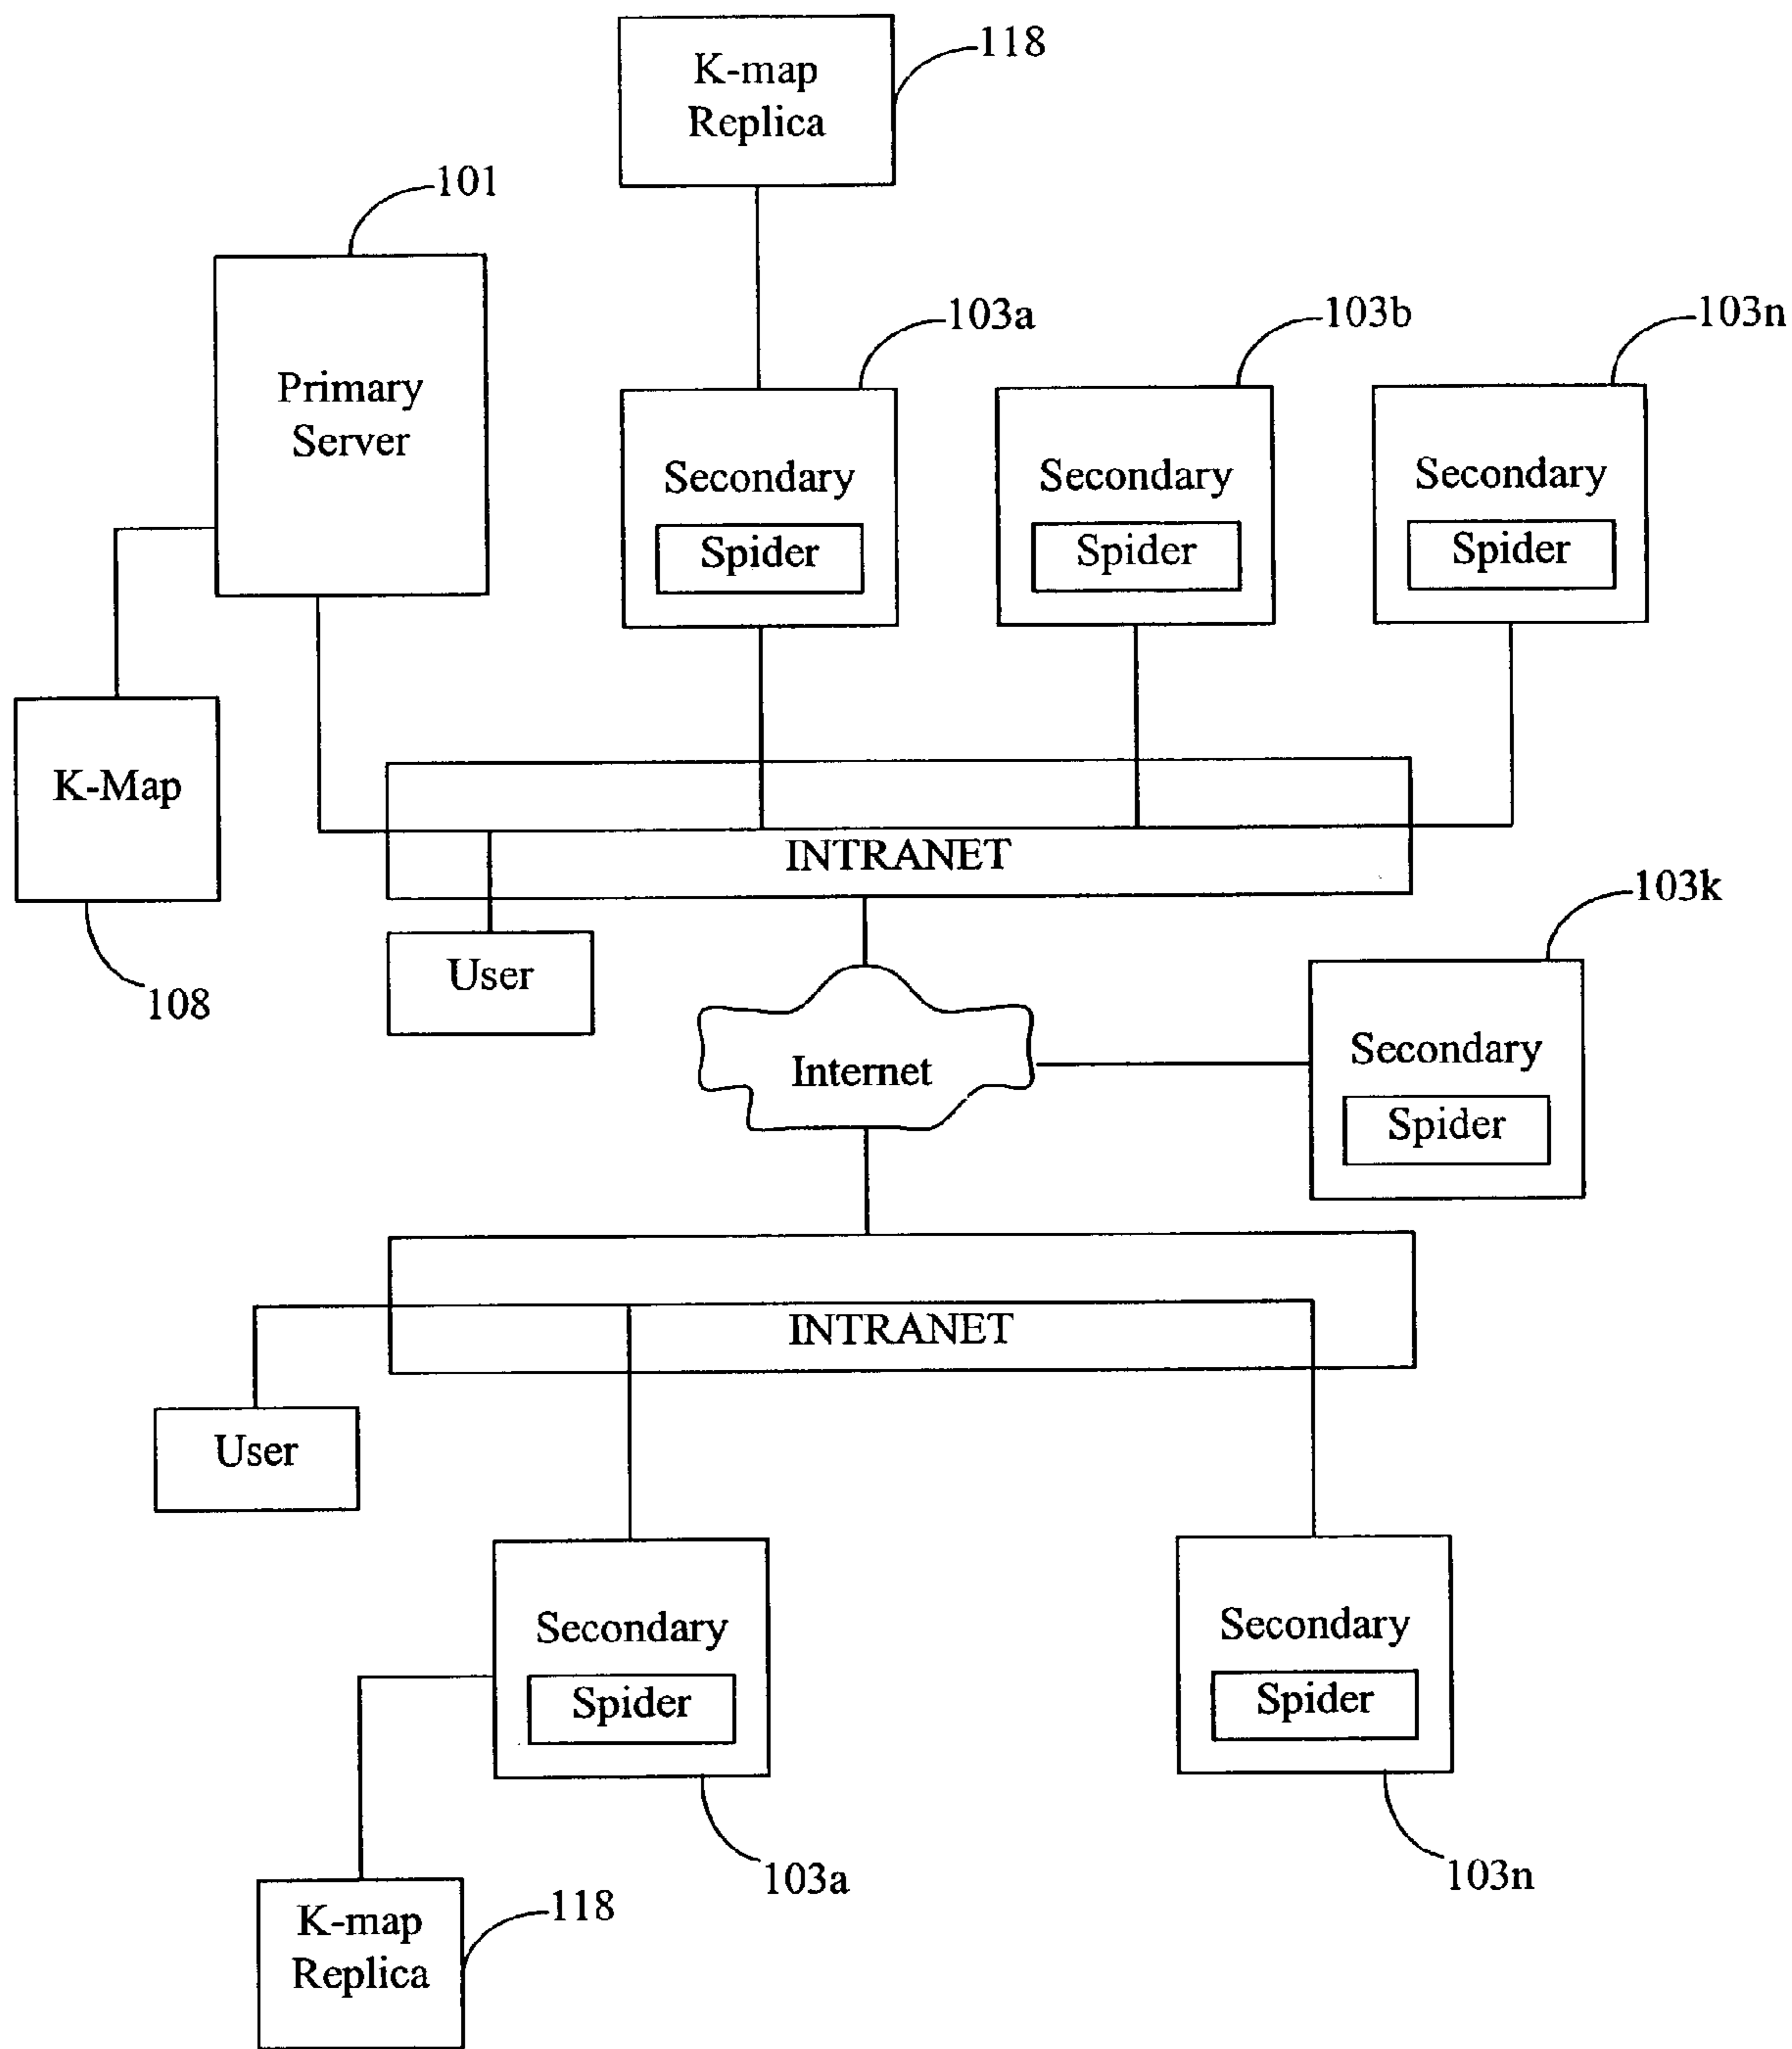 K-map
Replica
118
101
Primary
Server
103a
103b
103n
Secondary
Spider
Secondary
Spider
Secondary
Spider
K-Map
108
INTRANET
User
103k
Internet
Secondary
Spider
INTRANET
User
Secondary
Spider
103a
Secondary
Spider
103n
K-map
Replica
118